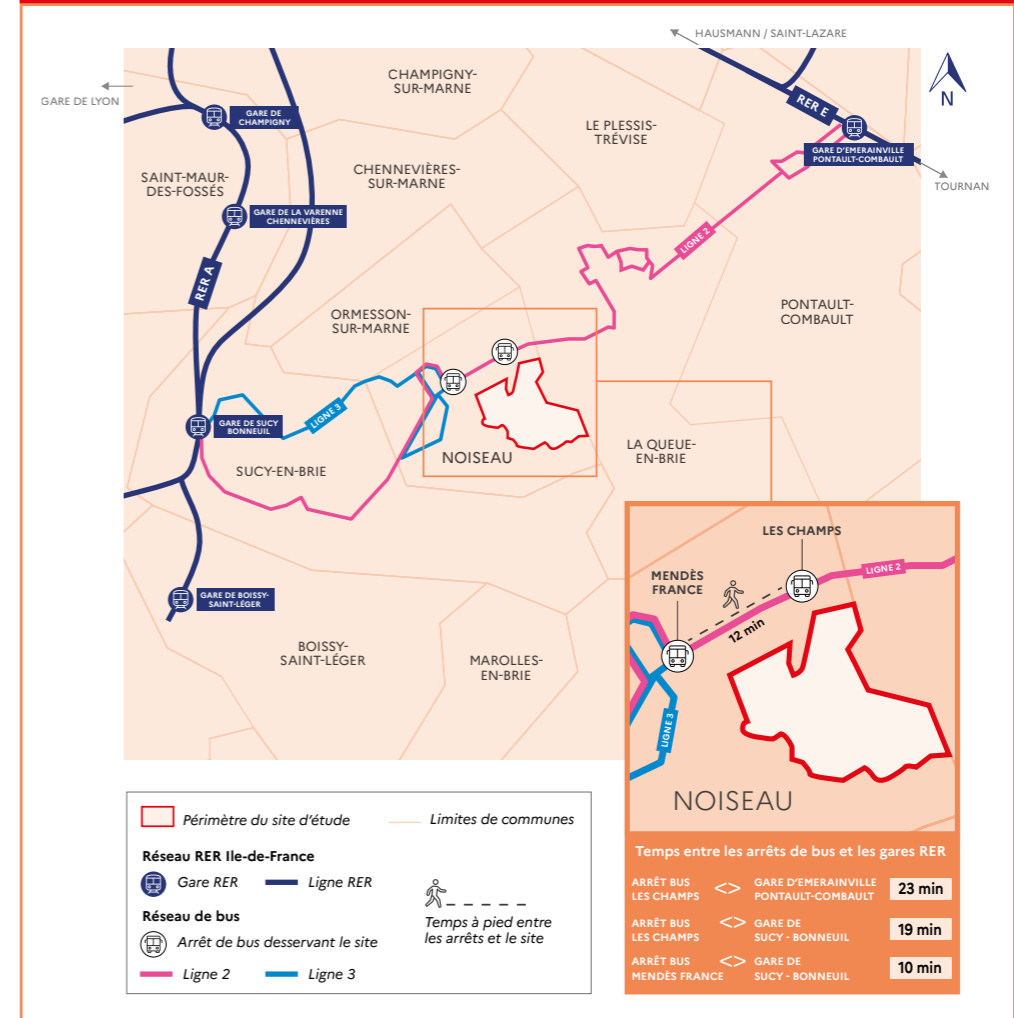 HAUSMANN / SAINT-LAZARE
GARE DE LYON
N
CHAMPIGNY-
SUR-MARNE
RER E
GARE DE
CHAMPIGNY
LE PLESSIS-
TRÉVISE
GARE D'EMERAINVILLE
PONTAULT-COMBAULT
TOURNAN
SAINT-MAUR-
DES-FOSSÉS
CHENNEVIÈRES-
SUR-MARNE
GARE DE LA VARENNE
CHENNEVIÈRES
LIGNE 2
RER A
ORMESSON-
SUR-MARNE
PONTAULT-
COMBAULT
LIGNE 3
GARE DE SUCY
BONNEUIL
SUCY-EN-BRIE
NOISEAU
LA QUEUE-
EN-BRIE
GARE DE BOISSY-
SAINT-LÉGER
BOISSY-
SAINT-LÉGER
MAROLLES-
EN-BRIE
LES CHAMPS
MENDÈS
FRANCE
LIGNE 2
12 min
LIGNE 3
NOISEAU
Périmètre du site d'étude
Limites de communes
Réseau RER Ile-de-France
Gare RER
Ligne RER
Réseau de bus
Arrêt de bus desservant le site
Ligne 2
Ligne 3
Temps à pied entre
les arrêts et le site
Temps entre les arrêts de bus et les gares RER
ARRÊT BUS
LES CHAMPS
<>
GARE D'EMERAINVILLE
PONTAULT-COMBAULT
23 min
ARRÊT BUS
LES CHAMPS
<>
GARE DE
SUCY - BONNEUIL
19 min
ARRÊT BUS
MENDÈS FRANCE
<>
GARE DE
SUCY - BONNEUIL
10 min